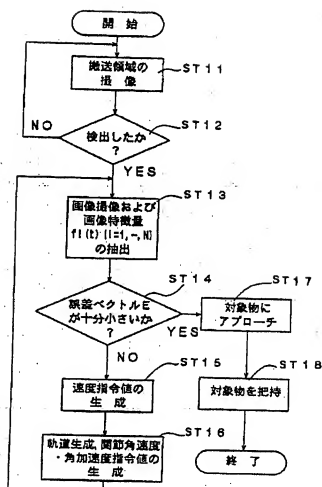 開始
搬送領域の
撮像
ST11
NO
検出したか
?
ST12
YES
画像撮像および
画像特徴量
fi(t) (i=1,~,N)
の抽出
ST13
誤差ベクトルE
が十分小さいか
?
ST14
YES
NO
対象物に
アプローチ
ST17
速度指令値の
生成
ST15
対象物を把持
ST18
軌道生成、関節角速度
・角加速度指令値の
生成
ST16
終了